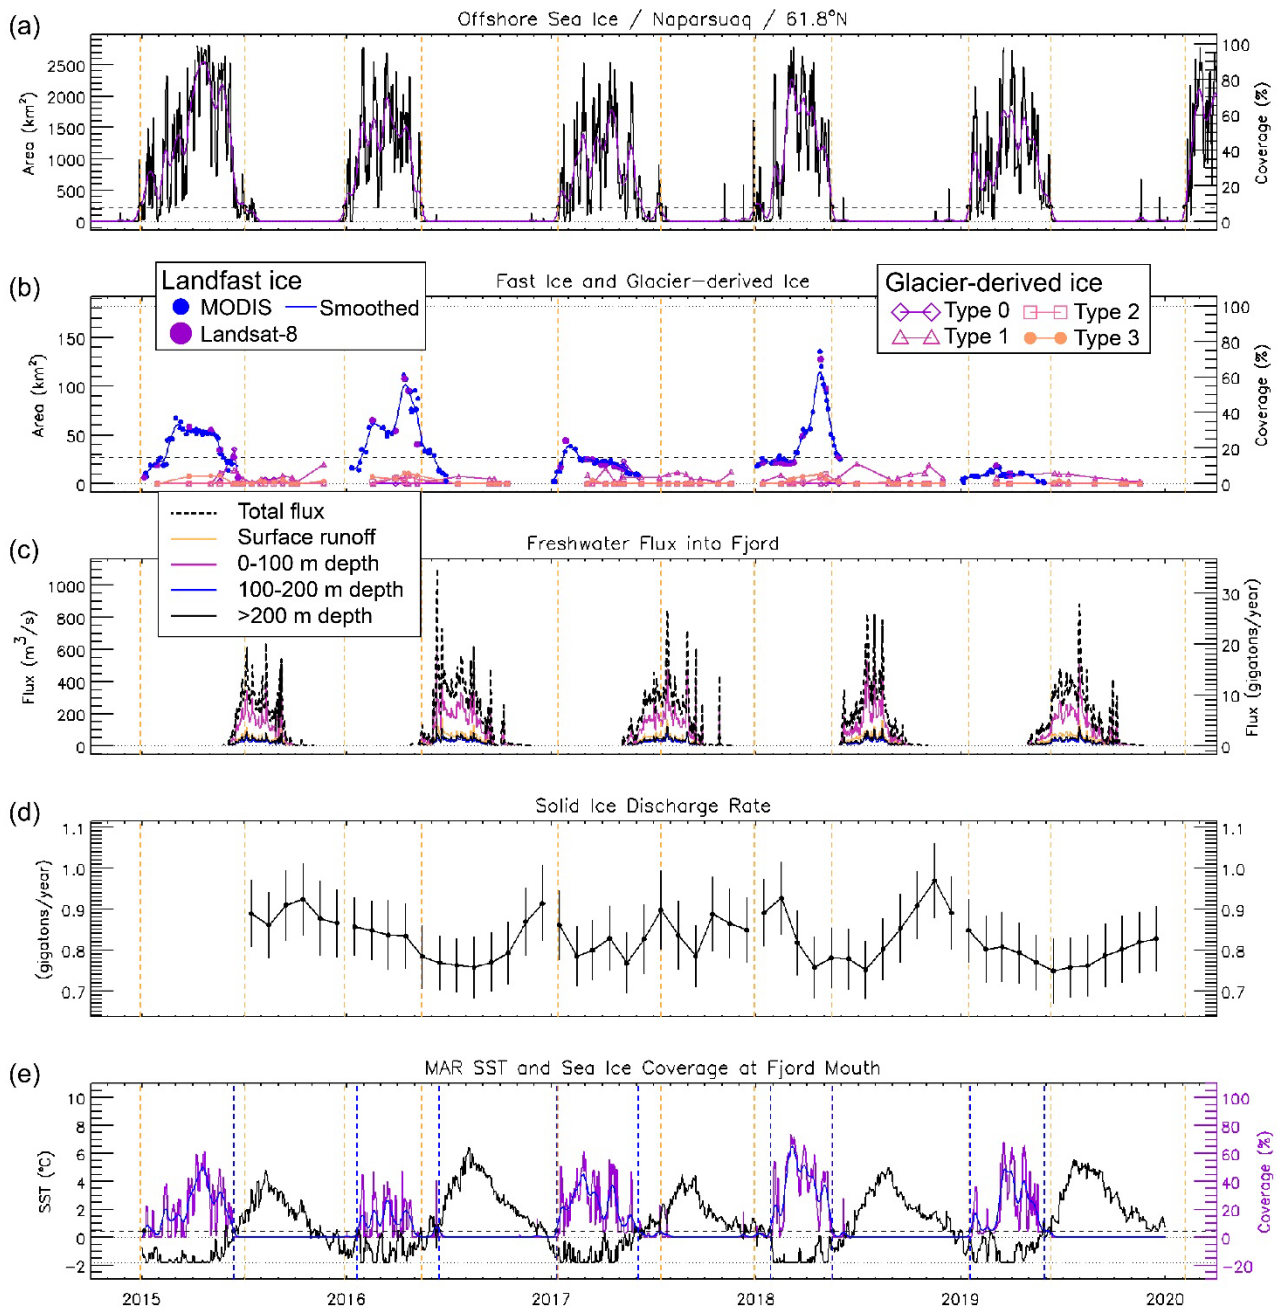 (a)
Offshore Sea Ice / Naparsuaq / 61.8°N
Area (km²)
2500
2000
1500
1000
500
0
100
80
60
40
20
0
Coverage (%)
(b)
Fast Ice and Glacier-derived Ice
Landfast ice
MODIS
Smoothed
Landsat-8
Glacier-derived ice
Type 0
Type 2
Type 1
Type 3
Area (km²)
150
100
50
0
100
80
60
40
20
0
Coverage (%)
Total flux
Surface runoff
0-100 m depth
100-200 m depth
>200 m depth
(c)
Freshwater Flux into Fjord
Flux (m³/s)
1000
800
600
400
200
0
30
20
10
0
Flux (gigatons/year)
(d)
Solid Ice Discharge Rate
(gigatons/year)
1.1
1.0
0.9
0.8
0.7
1.1
1.0
0.9
0.8
0.7
(e)
MAR SST and Sea Ice Coverage at Fjord Mouth
SST (°C)
10
8
6
4
2
0
−2
100
80
60
40
20
0
−20
Coverage (%)
2015
2016
2017
2018
2019
2020